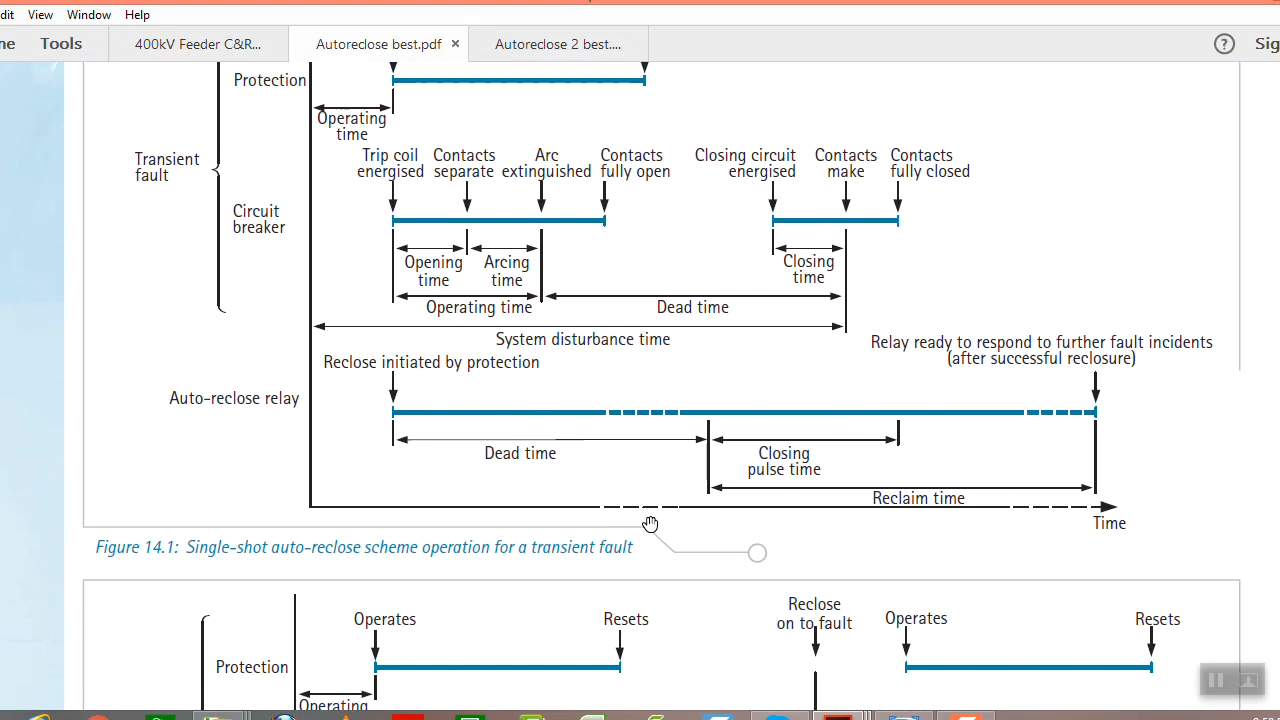 dit View Window Help
ne Tools 400kV Feeder C&R... Autoreclose best.pdf × Autoreclose 2 best.... ? Sig
Protection
Operating
time
Transient
fault
Trip coil
energised
Contacts
separate
Arc
extinguished
Contacts
fully open
Closing circuit
energised
Contacts
make
Contacts
fully closed
Circuit
breaker
Opening
time
Arcing
time
Closing
time
Operating time
Dead time
System disturbance time
Relay ready to respond to further fault incidents
(after successful reclosure)
Reclose initiated by protection
Auto-reclose relay
Dead time
Closing
pulse time
Reclaim time
Time
Figure 14.1: Single-shot auto-reclose scheme operation for a transient fault
Operates
Resets
Reclose
on to fault
Operates
Resets
Protection
Operating